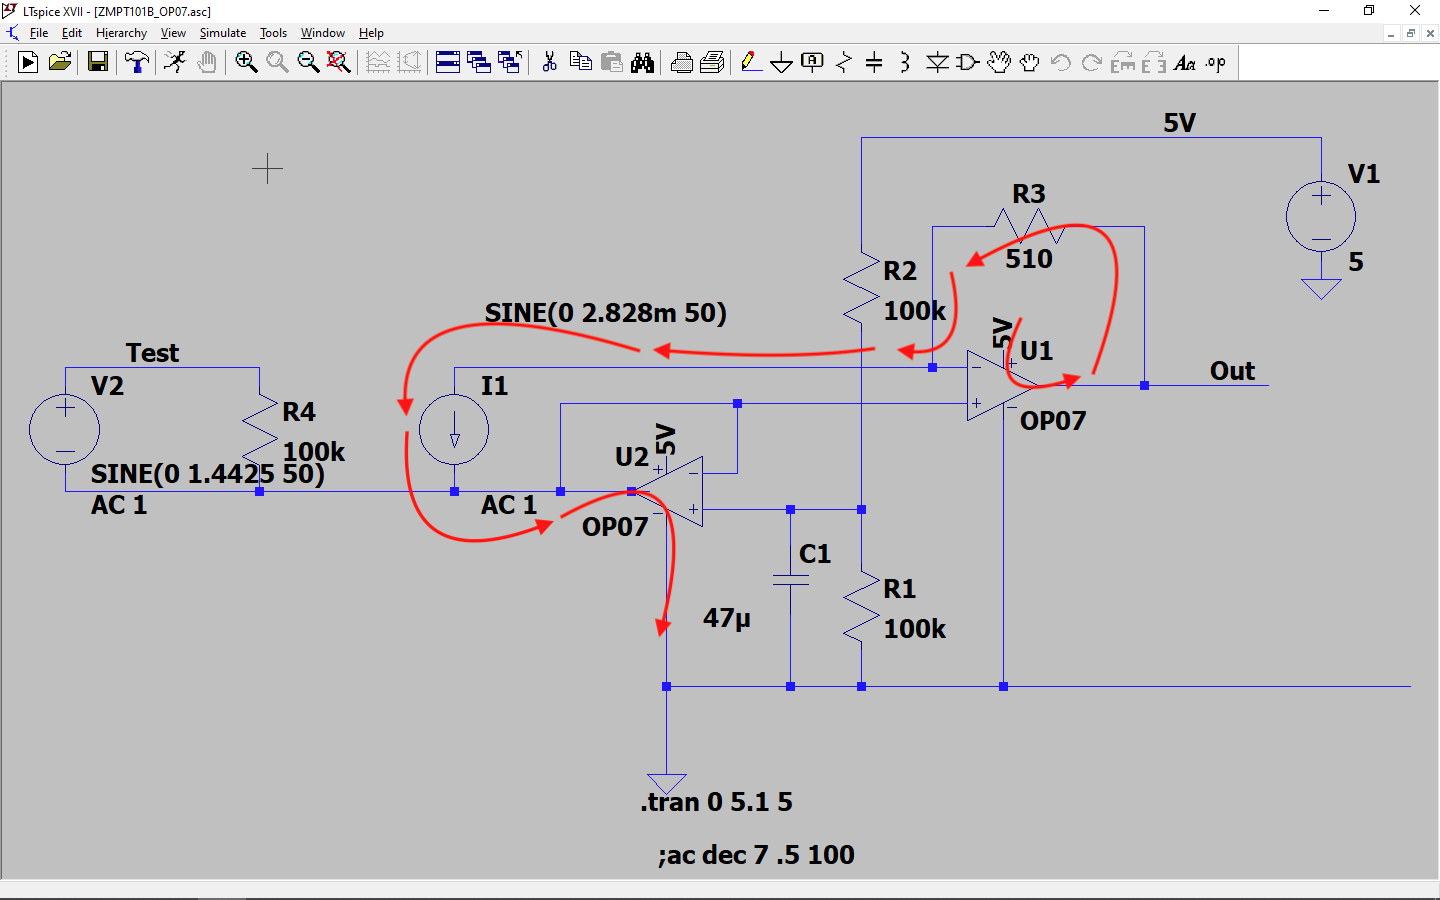 LTspice XVII - [ZMPT101B_OP07.asc]
File Edit Hierarchy View Simulate Tools Window Help
A
Aa .op
5V
V1
R3
510
5
R2
100k
SINE(0 2.828m 50)
5V
U1
Test
V2
I1
Out
R4
100k
OP07
5V
U2
SINE(0 1.4425 50)
AC 1
AC 1
OP07
C1
R1
47µ
100k
.tran 0 5.1 5
;ac dec 7 .5 100